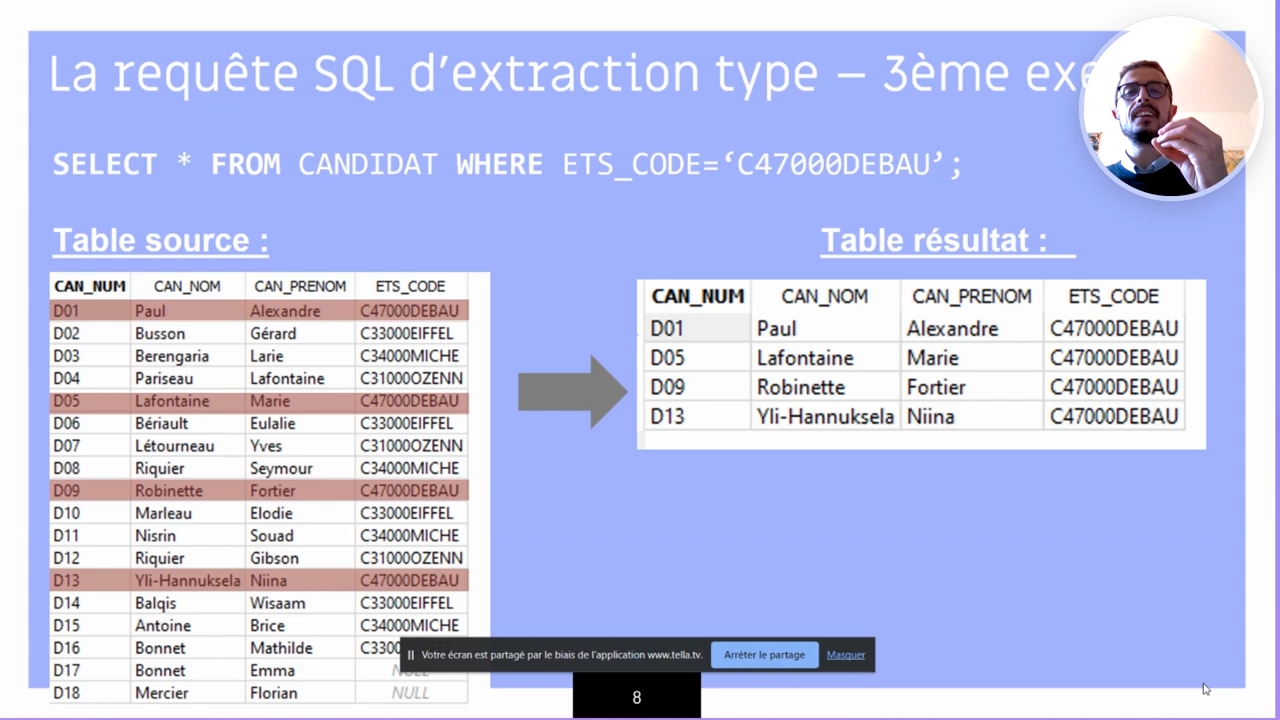 La requête SQL d'extraction type – 3ème exe
SELECT * FROM CANDIDAT WHERE ETS_CODE=‘C47000DEBAU’;
Table source :
CAN_NUM CAN_NOM CAN_PRENOM ETS_CODE
D01 Paul Alexandre C47000DEBAU
D02 Busson Gérard C33000EIFFEL
D03 Berengaria Larie C34000MICHE
D04 Pariseau Lafontaine C31000OZENN
D05 Lafontaine Marie C47000DEBAU
D06 Bériault Eulalie C33000EIFFEL
D07 Létourneau Yves C31000OZENN
D08 Riquier Seymour C34000MICHE
D09 Robinette Fortier C47000DEBAU
D10 Marleau Elodie C33000EIFFEL
D11 Nisrin Souad C34000MICHE
D12 Riquier Gibson C31000OZENN
D13 Yli-Hannuksela Niina C47000DEBAU
D14 Balqis Wisaam C33000EIFFEL
D15 Antoine Brice C34000MICHE
D16 Bonnet Mathilde C3300
D17 Bonnet Emma NULL
D18 Mercier Florian NULL
Table résultat :
CAN_NUM CAN_NOM CAN_PRENOM ETS_CODE
D01 Paul Alexandre C47000DEBAU
D05 Lafontaine Marie C47000DEBAU
D09 Robinette Fortier C47000DEBAU
D13 Yli-Hannuksela Niina C47000DEBAU
Votre écran est partagé par le biais de l'application www.tella.tv. Arrêter le partage Masquer
8